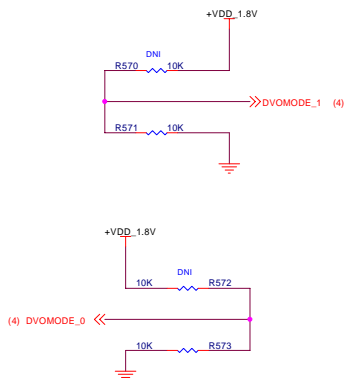 +VDD_1.8V
DNI
R570 10K
DVOMODE_1 (4)
R571 10K
+VDD_1.8V
DNI
10K R572
(4) DVOMODE_0
10K R573